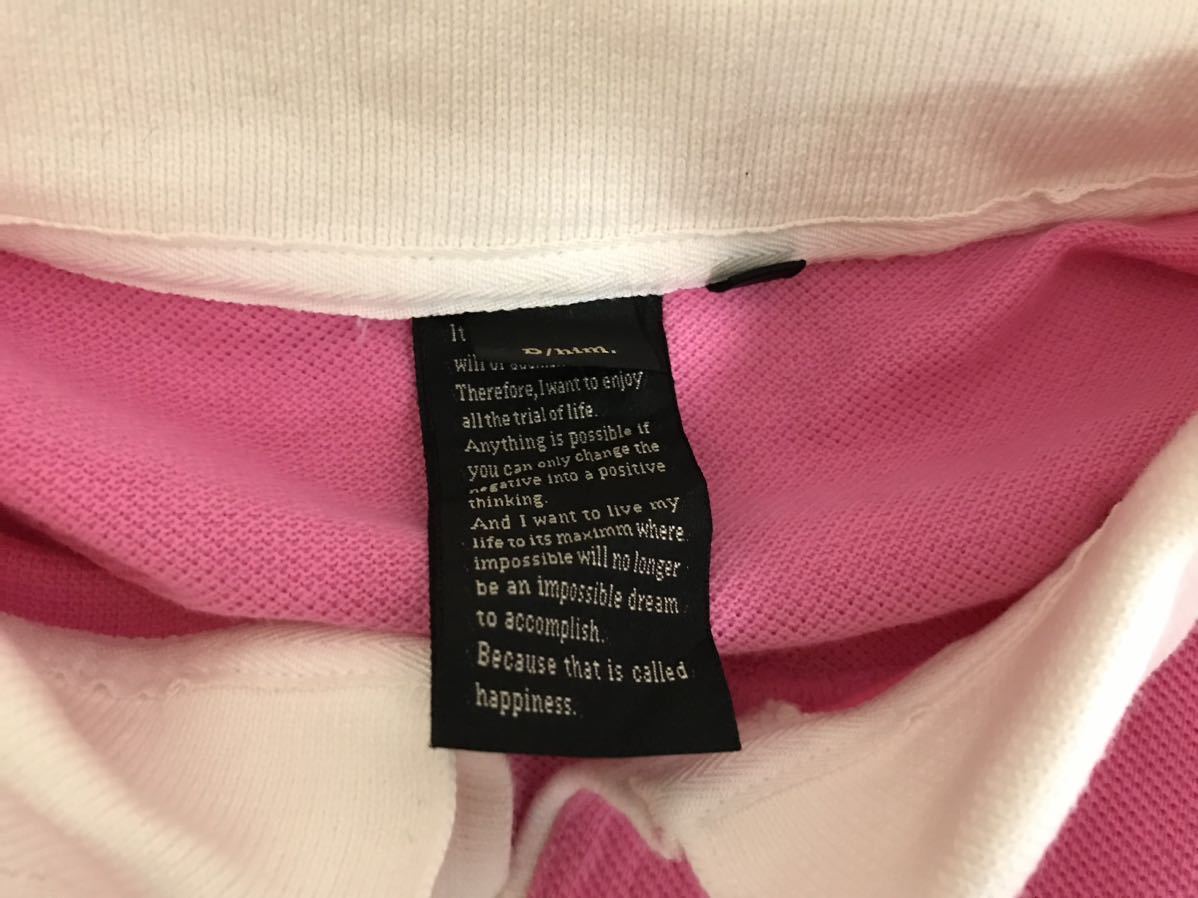 It
/him.
will
Therefore,I want to enjoy
all the trial of life.
Anything is possible if
you can only change the
negative into a positive
thinking.
And I want to live my
life to its maximm where
impossible will no longer
be an impossible dream
to accomplish.
Because that is called
happiness.